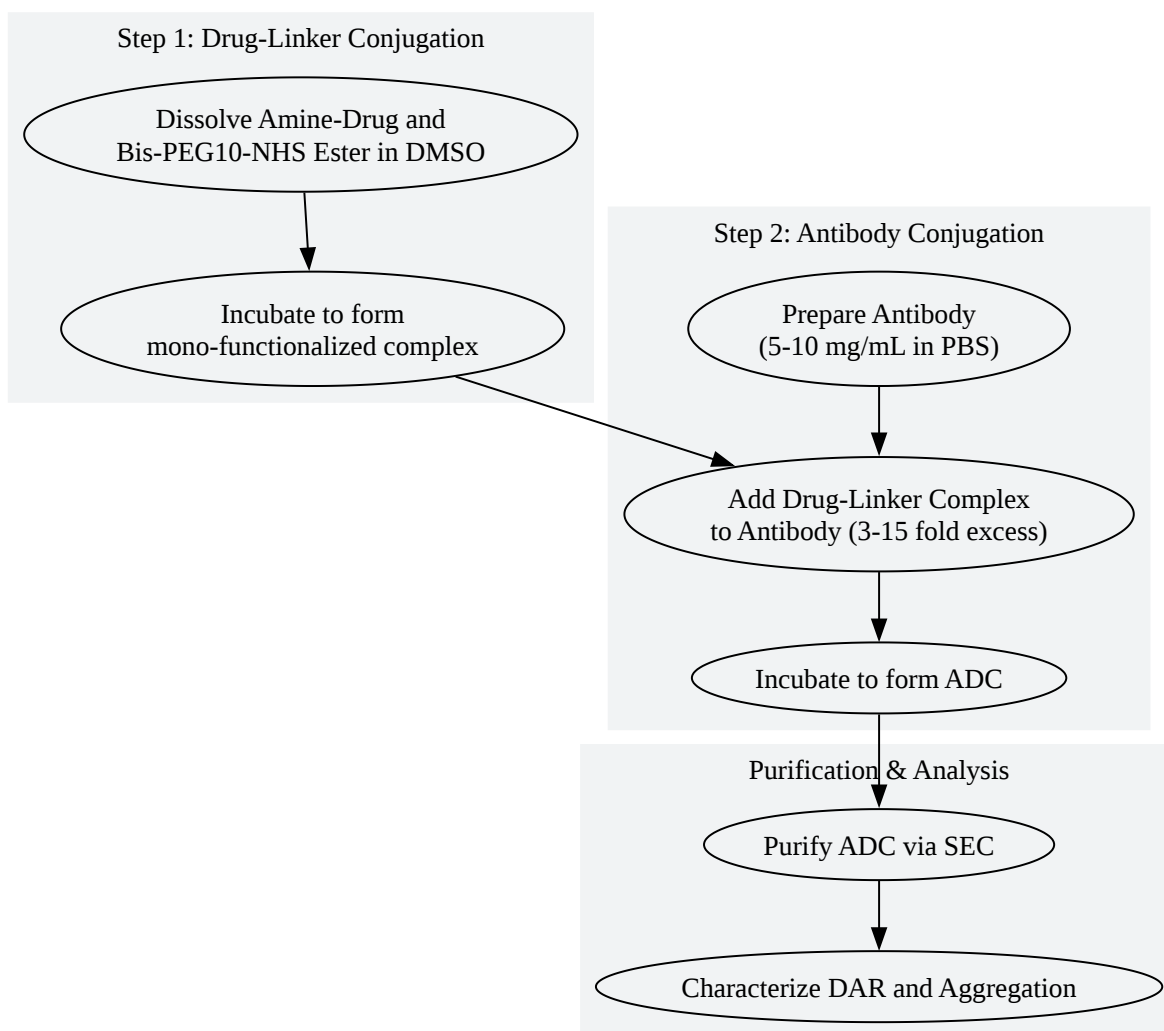 Step 1: Drug-Linker Conjugation
Dissolve Amine-Drug and
Bis-PEG10-NHS Ester in DMSO
Incubate to form
mono-functionalized complex
Step 2: Antibody Conjugation
Prepare Antibody
(5-10 mg/mL in PBS)
Add Drug-Linker Complex
to Antibody (3-15 fold excess)
Incubate to form ADC
Purification & Analysis
Purify ADC via SEC
Characterize DAR and Aggregation